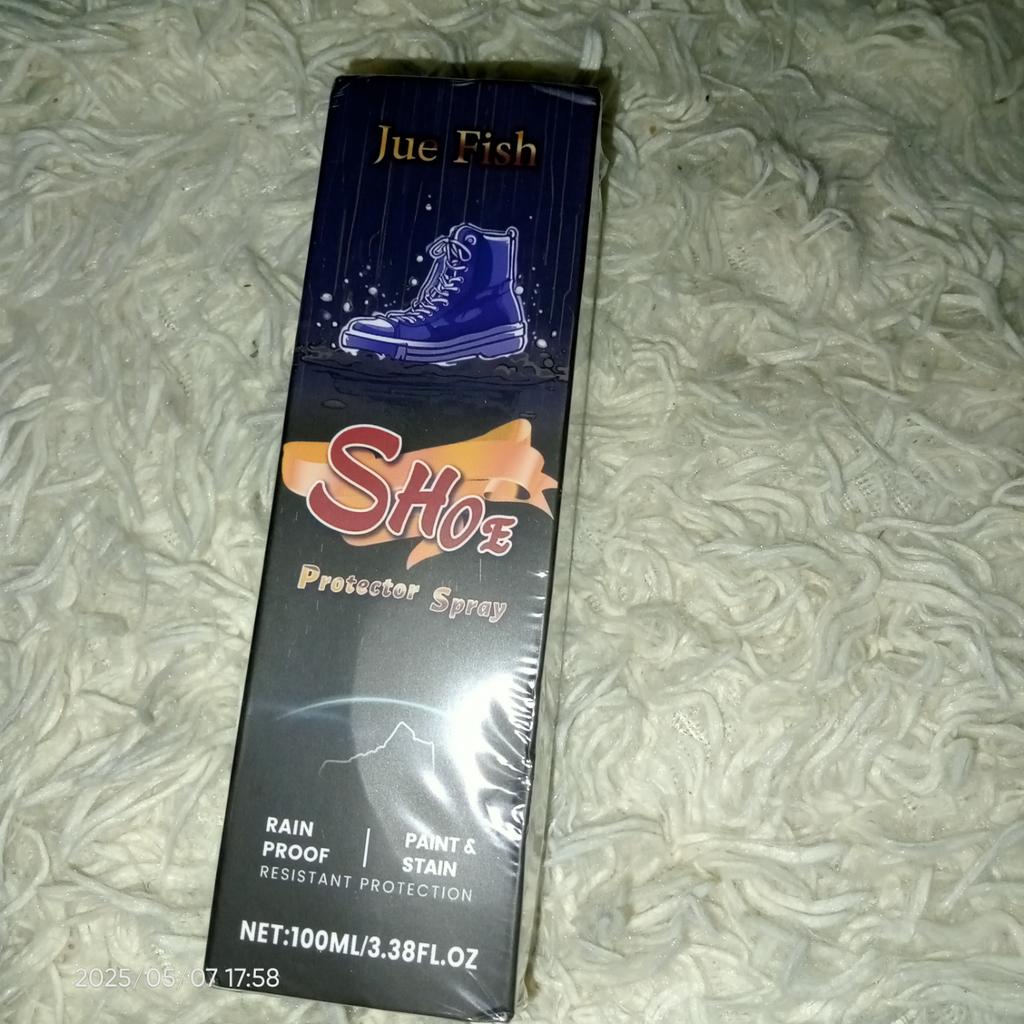 Jue Fish
SHOE
Protector Spray
RAIN
PROOF
PAINT &
STAIN
RESISTANT PROTECTION
NET:100ML/3.38FL.OZ
2025/05/07 17:58